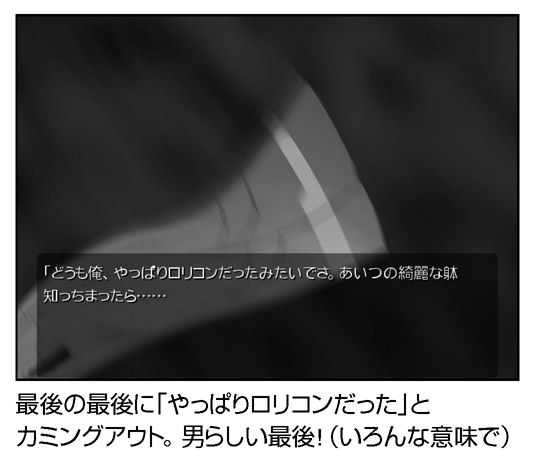 「どうも俺、やっぱりロリコンだったみたいでさ。あいつの綺麗な躰
知っちまったら……
最後の最後に「やっぱりロリコンだった」と
カミングアウト。男らしい最後!（いろんな意味で）